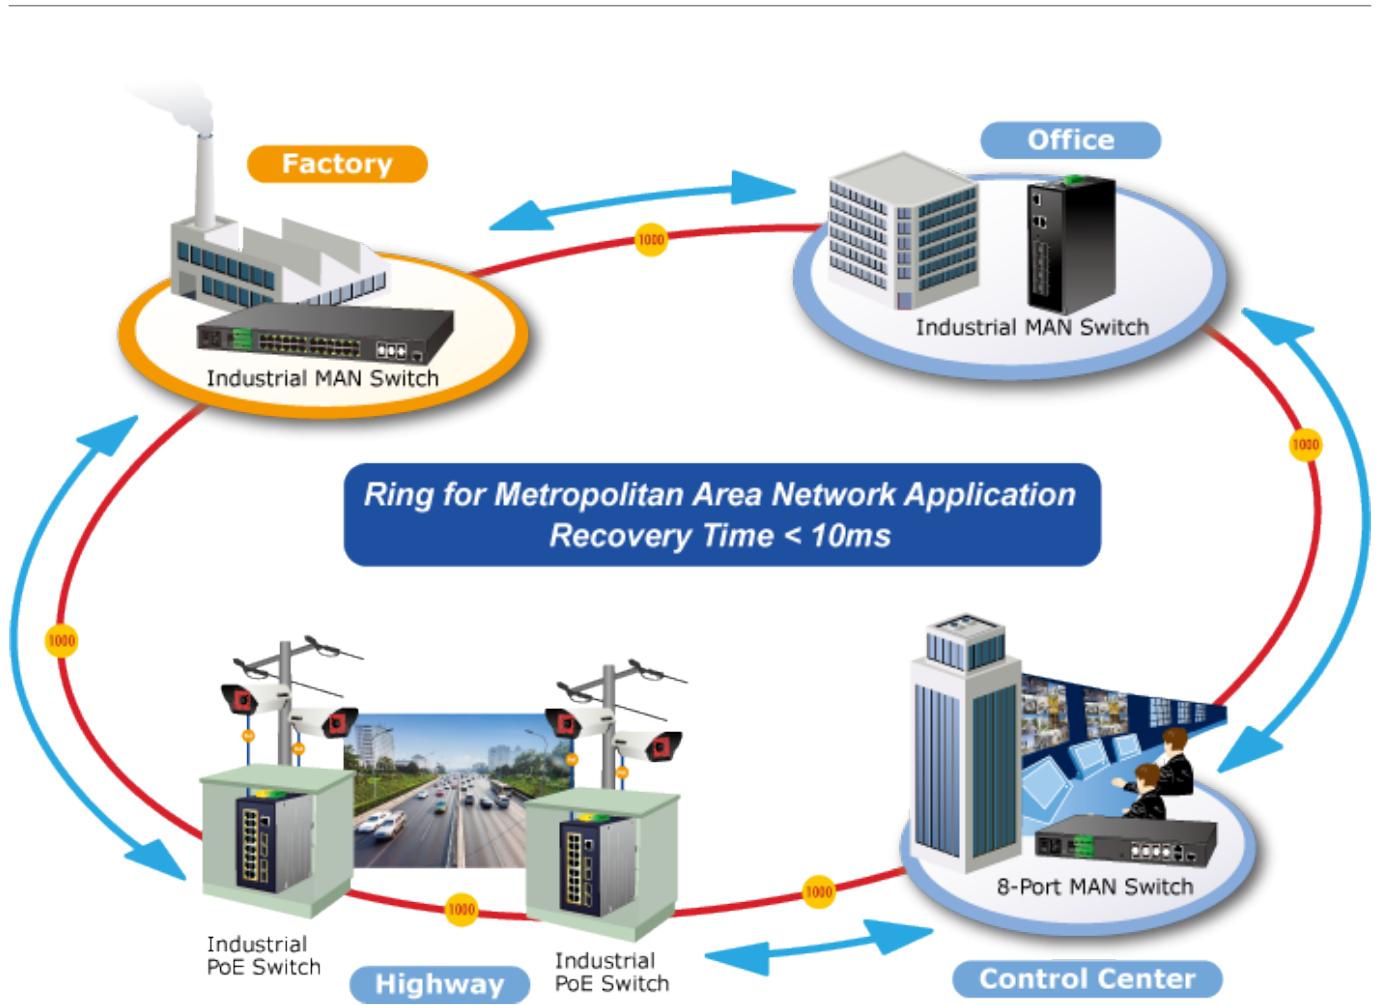 Factory
Office
1000
Industrial MAN Switch
Industrial MAN Switch
1000
Ring for Metropolitan Area Network Application
Recovery Time < 10ms
1000
8-Port MAN Switch
1000
1000
Industrial
PoE Switch
Highway
Industrial
PoE Switch
Control Center